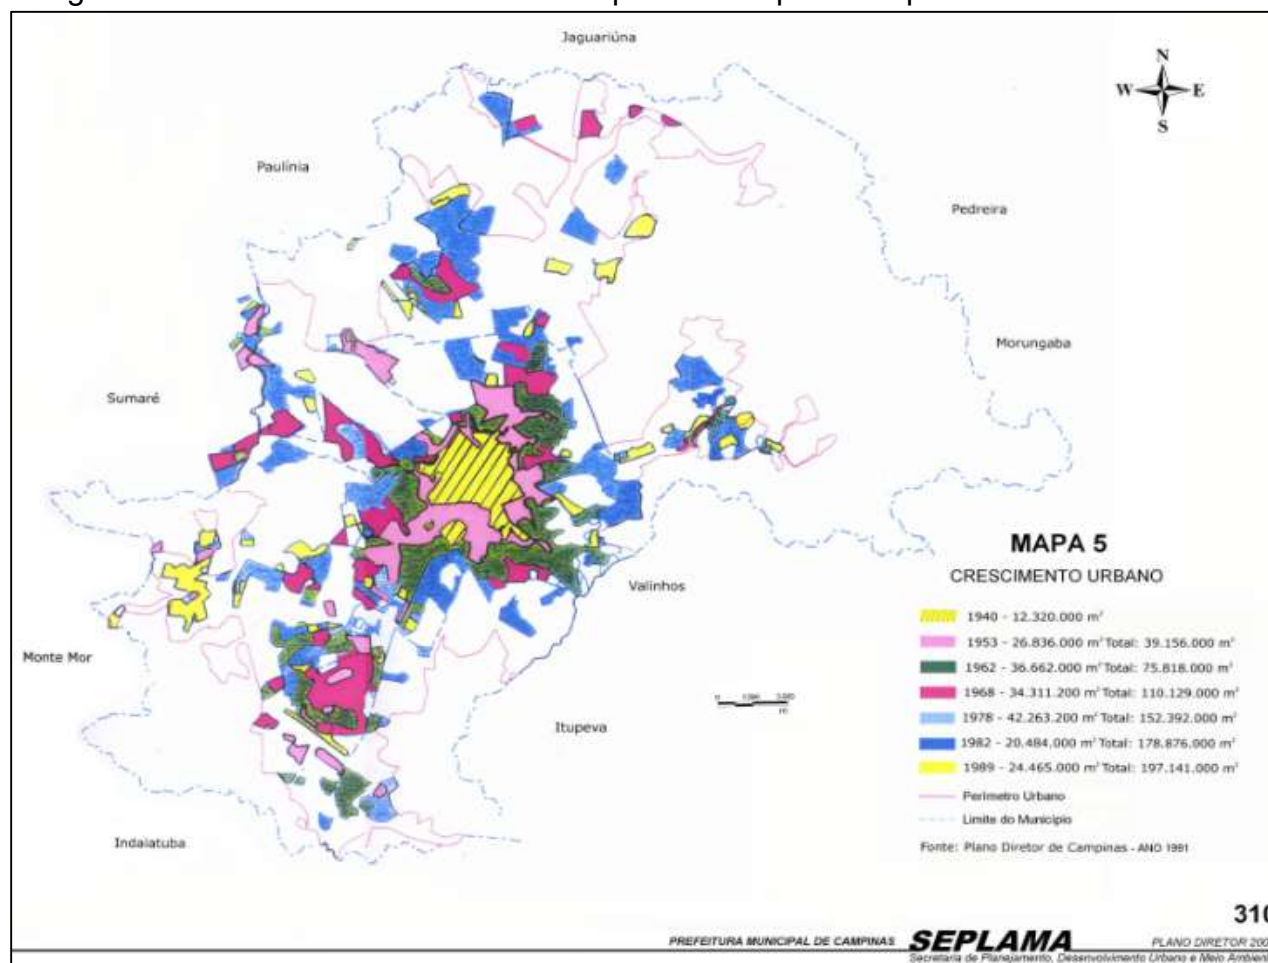 Jaguariúna
N
W E
S
Paulínia
Pedreira
Morungaba
Sumaré
MAPA 5
CRESCIMENTO URBANO
Valinhos
1940 - 12.320.000 m²
1953 - 26.836.000 m² Total: 39.156.000 m²
Monte Mor
1962 - 36.662.000 m² Total: 75.818.000 m²
1968 - 34.311.200 m² Total: 110.129.000 m²
1978 - 42.263.200 m² Total: 152.392.000 m²
Itupeva
1982 - 20.484.000 m² Total: 178.876.000 m²
1989 - 24.465.000 m² Total: 197.141.000 m²
Perímetro Urbano
Limite do Município
Indaiatuba
Fonte: Plano Diretor de Campinas - ANO 1991
310
PREFEITURA MUNICIPAL DE CAMPINAS SEPLAMA PLANO DIRETOR 200
Secretaria de Planejamento, Desenvolvimento Urbano e Meio Ambient